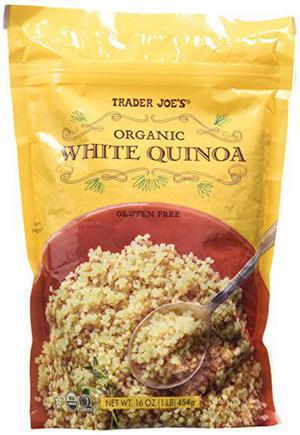 TRADER JOE'S®
ORGANIC
WHITE QUINOA
GLUTEN FREE
NET. WT. 16 OZ (1 LB) 454g